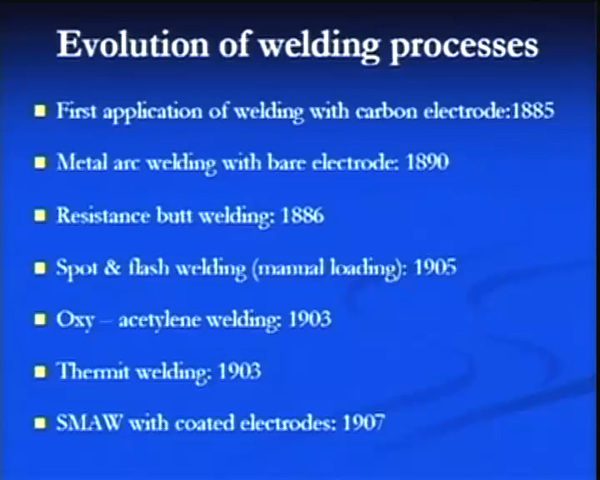 Evolution of welding processes
First application of welding with carbon electrode:1885
Metal arc welding with bare electrode: 1890
Resistance butt welding: 1886
Spot & flash welding (manual loading): 1905
Oxy – acetylene welding: 1903
Thermit welding: 1903
SMAW with coated electrodes: 1907